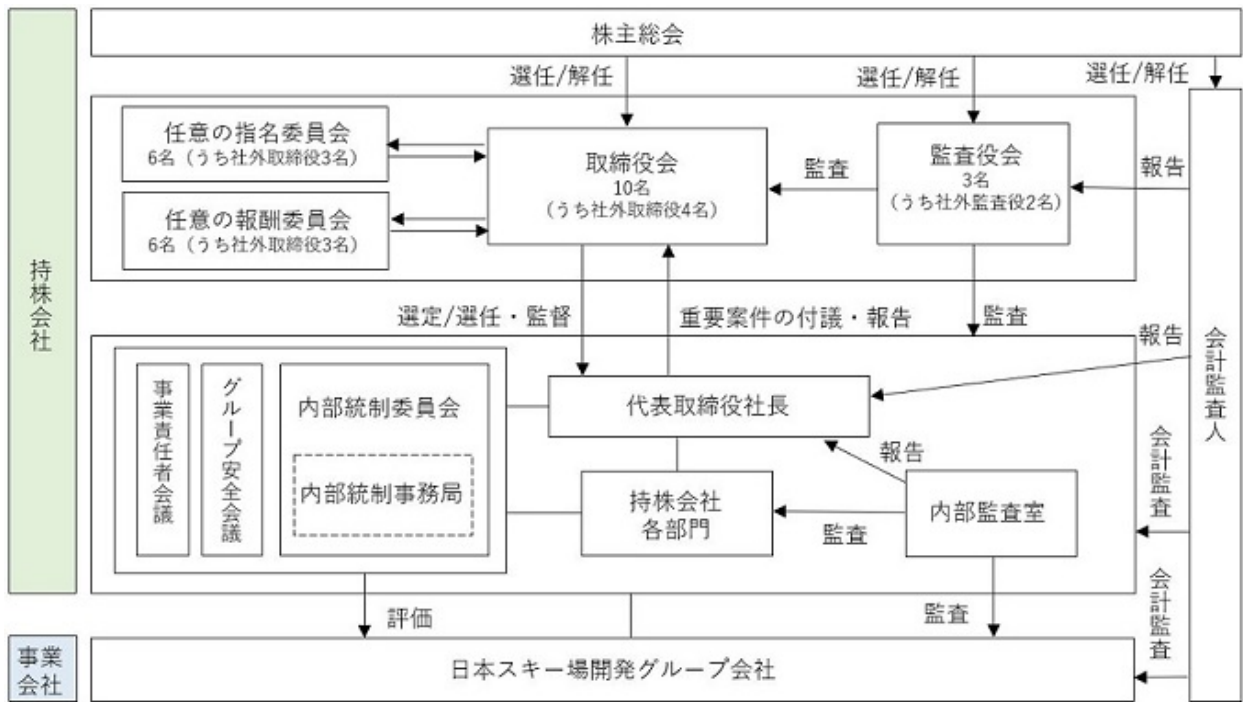 株主総会
選任/解任
選任/解任
選任/解任
任意の指名委員会
6名（うち社外取締役3名）
任意の報酬委員会
6名（うち社外取締役3名）
取締役会
10名
（うち社外取締役4名）
監査
監査役会
3名
（うち社外監査役2名）
報告
持株会社
選定/選任・監督
重要案件の付議・報告
監査
報告
会計監査人
事業責任者会議
グループ安全会議
内部統制委員会
内部統制事務局
代表取締役社長
報告
持株会社
各部門
監査
内部監査室
会計監査
評価
監査
会計監査
事業
会社
日本スキー場開発グループ会社